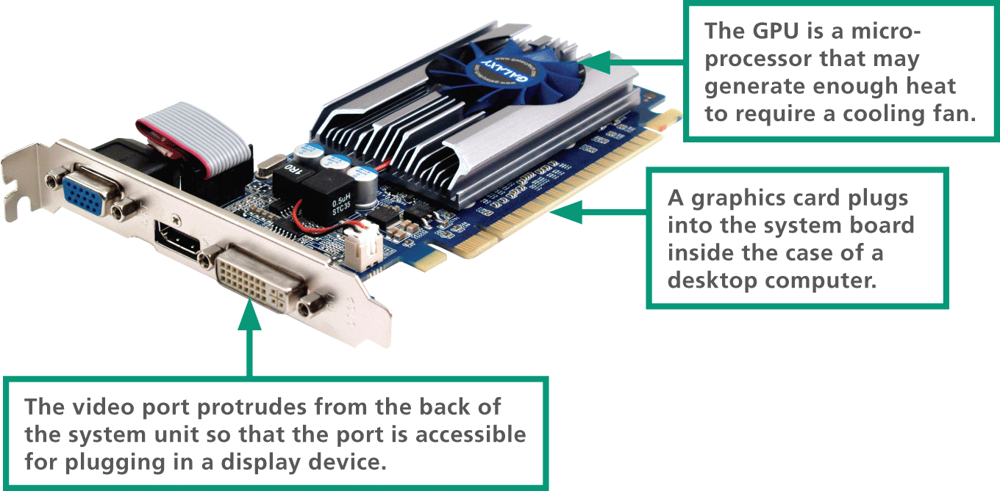 The GPU is a micro-
processor that may
generate enough heat
to require a cooling fan.
GALAXY
A graphics card plugs
into the system board
inside the case of a
desktop computer.
1R0
0.5uH
STC35
The video port protrudes from the back of
the system unit so that the port is accessible
for plugging in a display device.